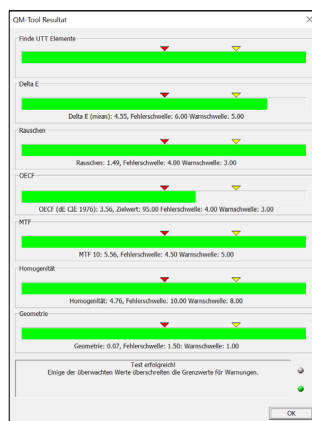 QM-Tool Resultat
Finde UTT Elemente
Delta E
Delta E (mean): 4.55, Fehlerschwelle: 6.00 Warnschwelle: 5.00
Rauschen
Rauschen: 1.49, Fehlerschwelle: 4.00 Warnschwelle: 3.00
OECF
OECF (dE CIE 1976): 3.56, Zielwert: 95.00 Fehlerschwelle: 4.00 Warnschwelle: 3.00
MTF
MTF 10: 5.56, Fehlerschwelle: 4.50 Warnschwelle: 5.00
Homogenität
Homogenität: 4.76, Fehlerschwelle: 10.00 Warnschwelle: 8.00
Geometrie
Geometrie: 0.07, Fehlerschwelle: 1.50: Warnschwelle: 1.00
Test erfolgreich!
Einige der überwachten Werte überschreiten die Grenzwerte für Warnungen.
OK